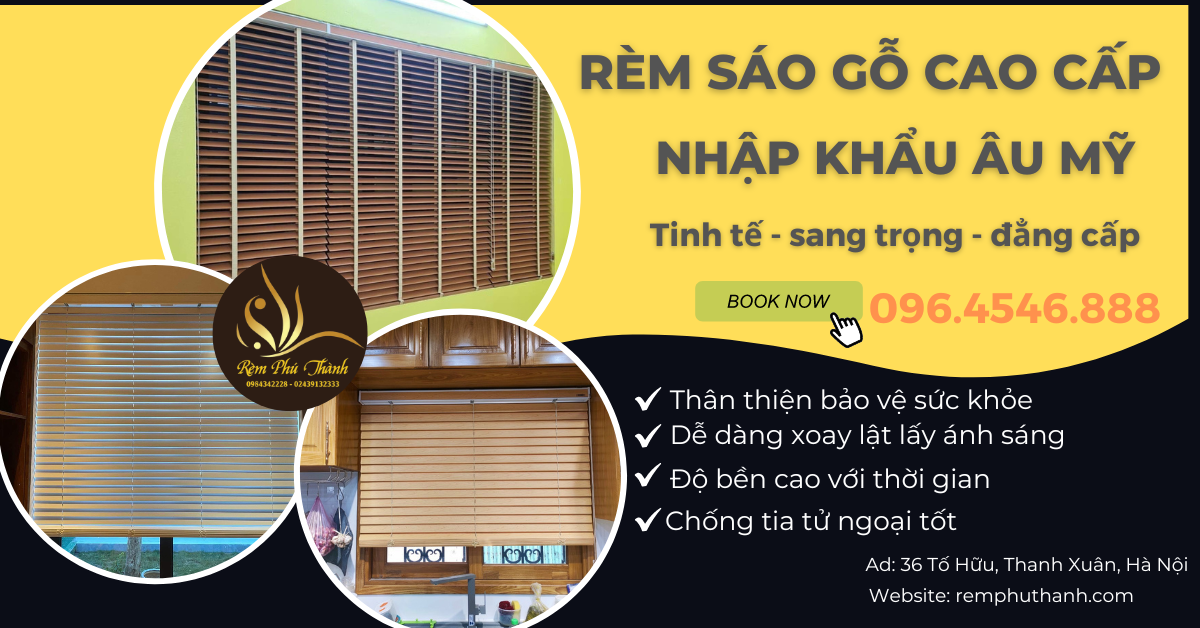 RÈM SÁO GỖ CAO CẤP
NHẬP KHẨU ÂU MỸ
Tinh tế - sang trọng - đẳng cấp
BOOK NOW
096.4546.888
Rèm Phú Thành
0984342228 - 02439132333
Thân thiện bảo vệ sức khỏe
Dễ dàng xoay lật lấy ánh sáng
Độ bền cao với thời gian
Chống tia tử ngoại tốt
Ad: 36 Tố Hữu, Thanh Xuân, Hà Nội
Website: remphuthanh.com